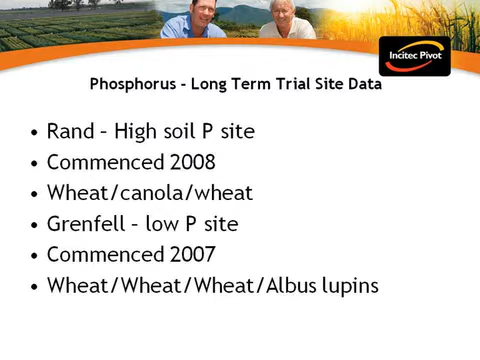 Incitec Pivot
Phosphorus - Long Term Trial Site Data
• Rand – High soil P site
• Commenced 2008
• Wheat/canola/wheat
• Grenfell – low P site
• Commenced 2007
• Wheat/Wheat/Wheat/Albus lupins